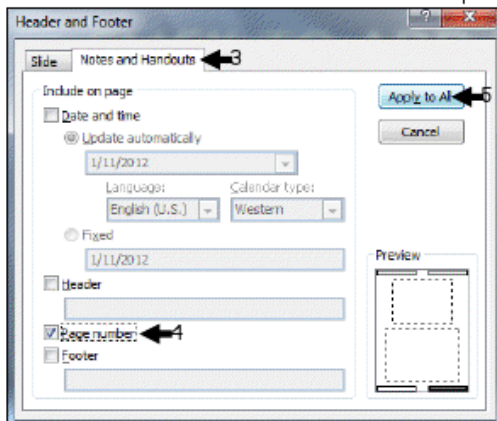 Header and Footer
Slide Notes and Handouts 3
Include on page
Date and time
Update automatically
1/11/2012
Language: Calendar type:
English (U.S.) Western
Fixed
1/11/2012
Header
Page number 4
Footer
Apply to All 5
Cancel
Preview